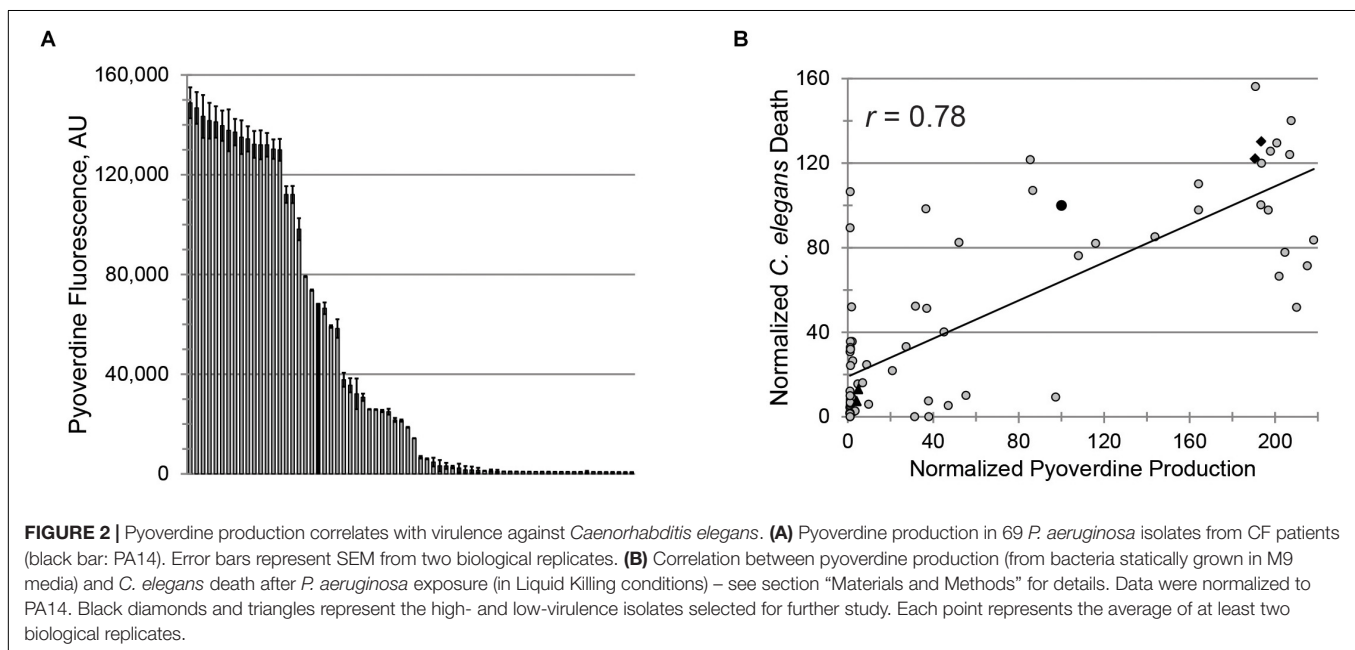 A
160,000
120,000
80,000
40,000
0
Pyoverdine Fluorescence, AU
B
160
120
80
40
0
Normalized C. elegans Death
r = 0.78
0 40 80 120 160 200
Normalized Pyoverdine Production
FIGURE 2 | Pyoverdine production correlates with virulence against Caenorhabditis elegans. (A) Pyoverdine production in 69 P. aeruginosa isolates from CF patients
(black bar: PA14). Error bars represent SEM from two biological replicates. (B) Correlation between pyoverdine production (from bacteria statically grown in M9
media) and C. elegans death after P. aeruginosa exposure (in Liquid Killing conditions) – see section “Materials and Methods” for details. Data were normalized to
PA14. Black diamonds and triangles represent the high- and low-virulence isolates selected for further study. Each point represents the average of at least two
biological replicates.